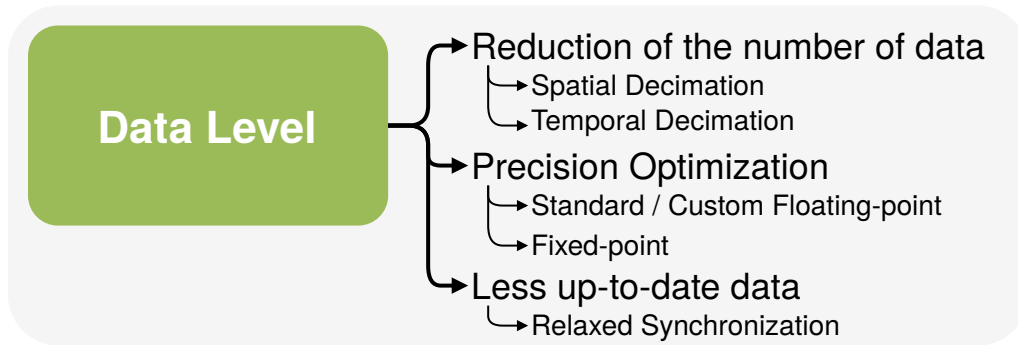 Data Level
Reduction of the number of data
Spatial Decimation
Temporal Decimation
Precision Optimization
Standard / Custom Floating-point
Fixed-point
Less up-to-date data
Relaxed Synchronization